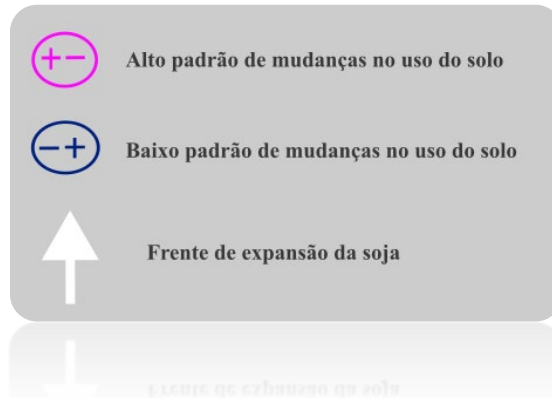 +− Alto padrão de mudanças no uso do solo
−+ Baixo padrão de mudanças no uso do solo
Frente de expansão da soja